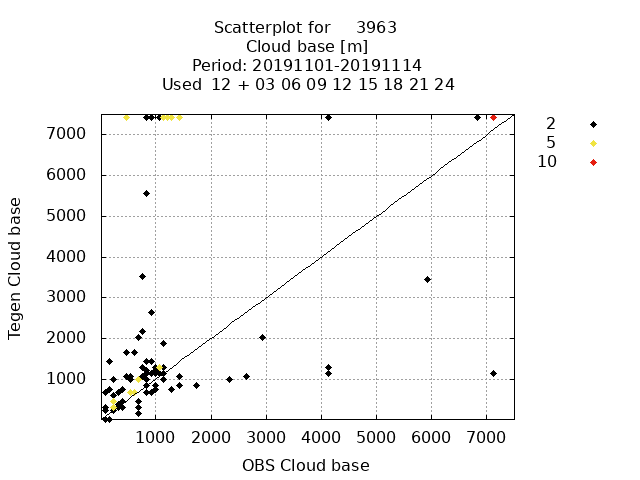 Scatterplot for 3963
Cloud base [m]
Period: 20191101-20191114
Used 12 + 03 06 09 12 15 18 21 24
2
5
10
7000
6000
5000
4000
3000
2000
1000
Tegen Cloud base
1000 2000 3000 4000 5000 6000 7000
OBS Cloud base